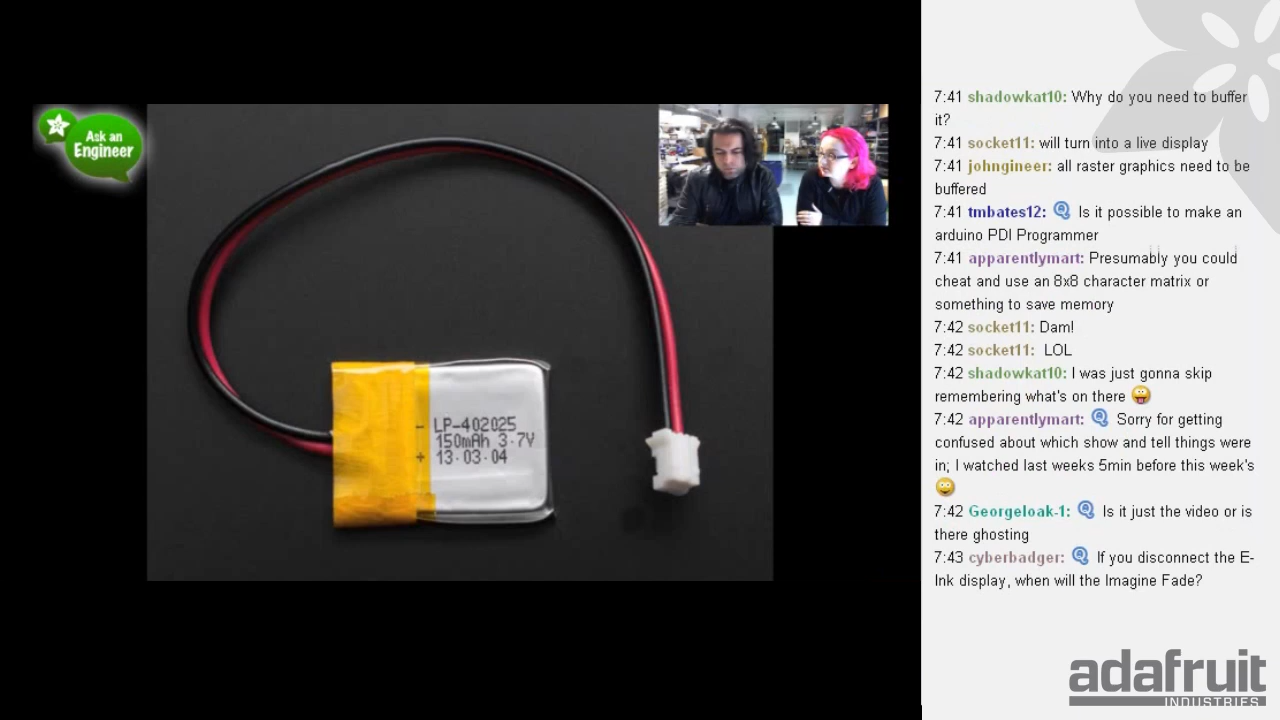 Ask an
Engineer
- LP-402025
150mAh 3.7V
+ 13.03.04
7:41 shadowkat10: Why do you need to buffer
it?
7:41 socket11: will turn into a live display
7:41 johngineer: all raster graphics need to be
buffered
7:41 tmbates12: Is it possible to make an
arduino PDI Programmer
7:41 apparentlymart: Presumably you could
cheat and use an 8x8 character matrix or
something to save memory
7:42 socket11: Dam!
7:42 socket11: LOL
7:42 shadowkat10: I was just gonna skip
remembering what's on there
7:42 apparentlymart: Sorry for getting
confused about which show and tell things were
in; I watched last weeks 5min before this week's
7:42 Georgeloak-1: Is it just the video or is
there ghosting
7:43 cyberbadger: If you disconnect the E-
Ink display, when will the Imagine Fade?
adafruit
INDUSTRIES